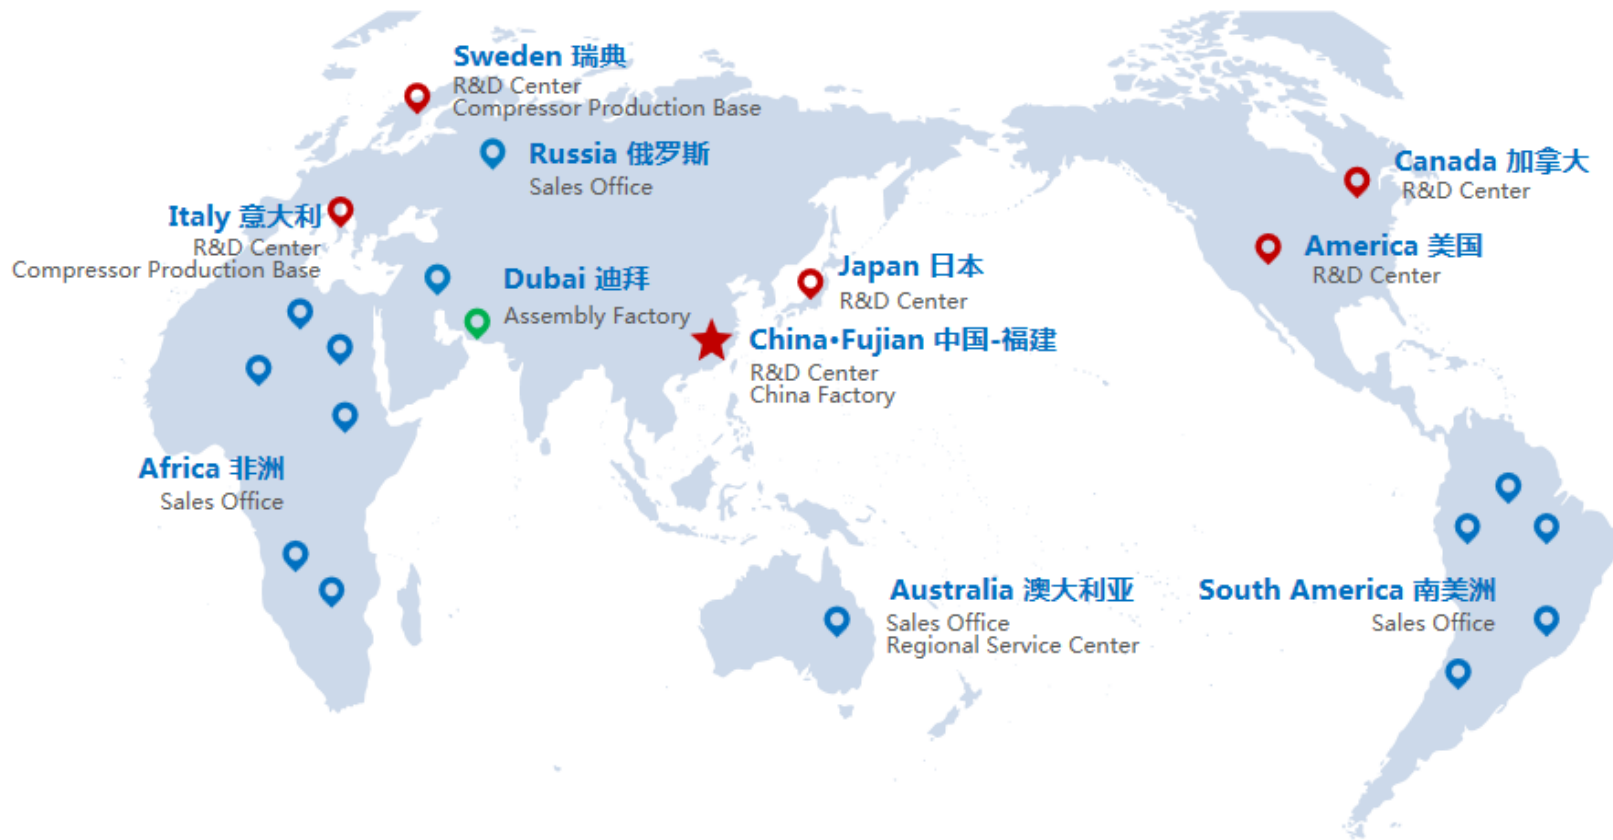 Sweden 瑞典
R&D Center
Compressor Production Base
Russia 俄罗斯
Sales Office
Canada 加拿大
R&D Center
Italy 意大利
R&D Center
Compressor Production Base
America 美国
R&D Center
Dubai 迪拜
Assembly Factory
Japan 日本
R&D Center
China•Fujian 中国-福建
R&D Center
China Factory
Africa 非洲
Sales Office
Australia 澳大利亚
Sales Office
Regional Service Center
South America 南美洲
Sales Office